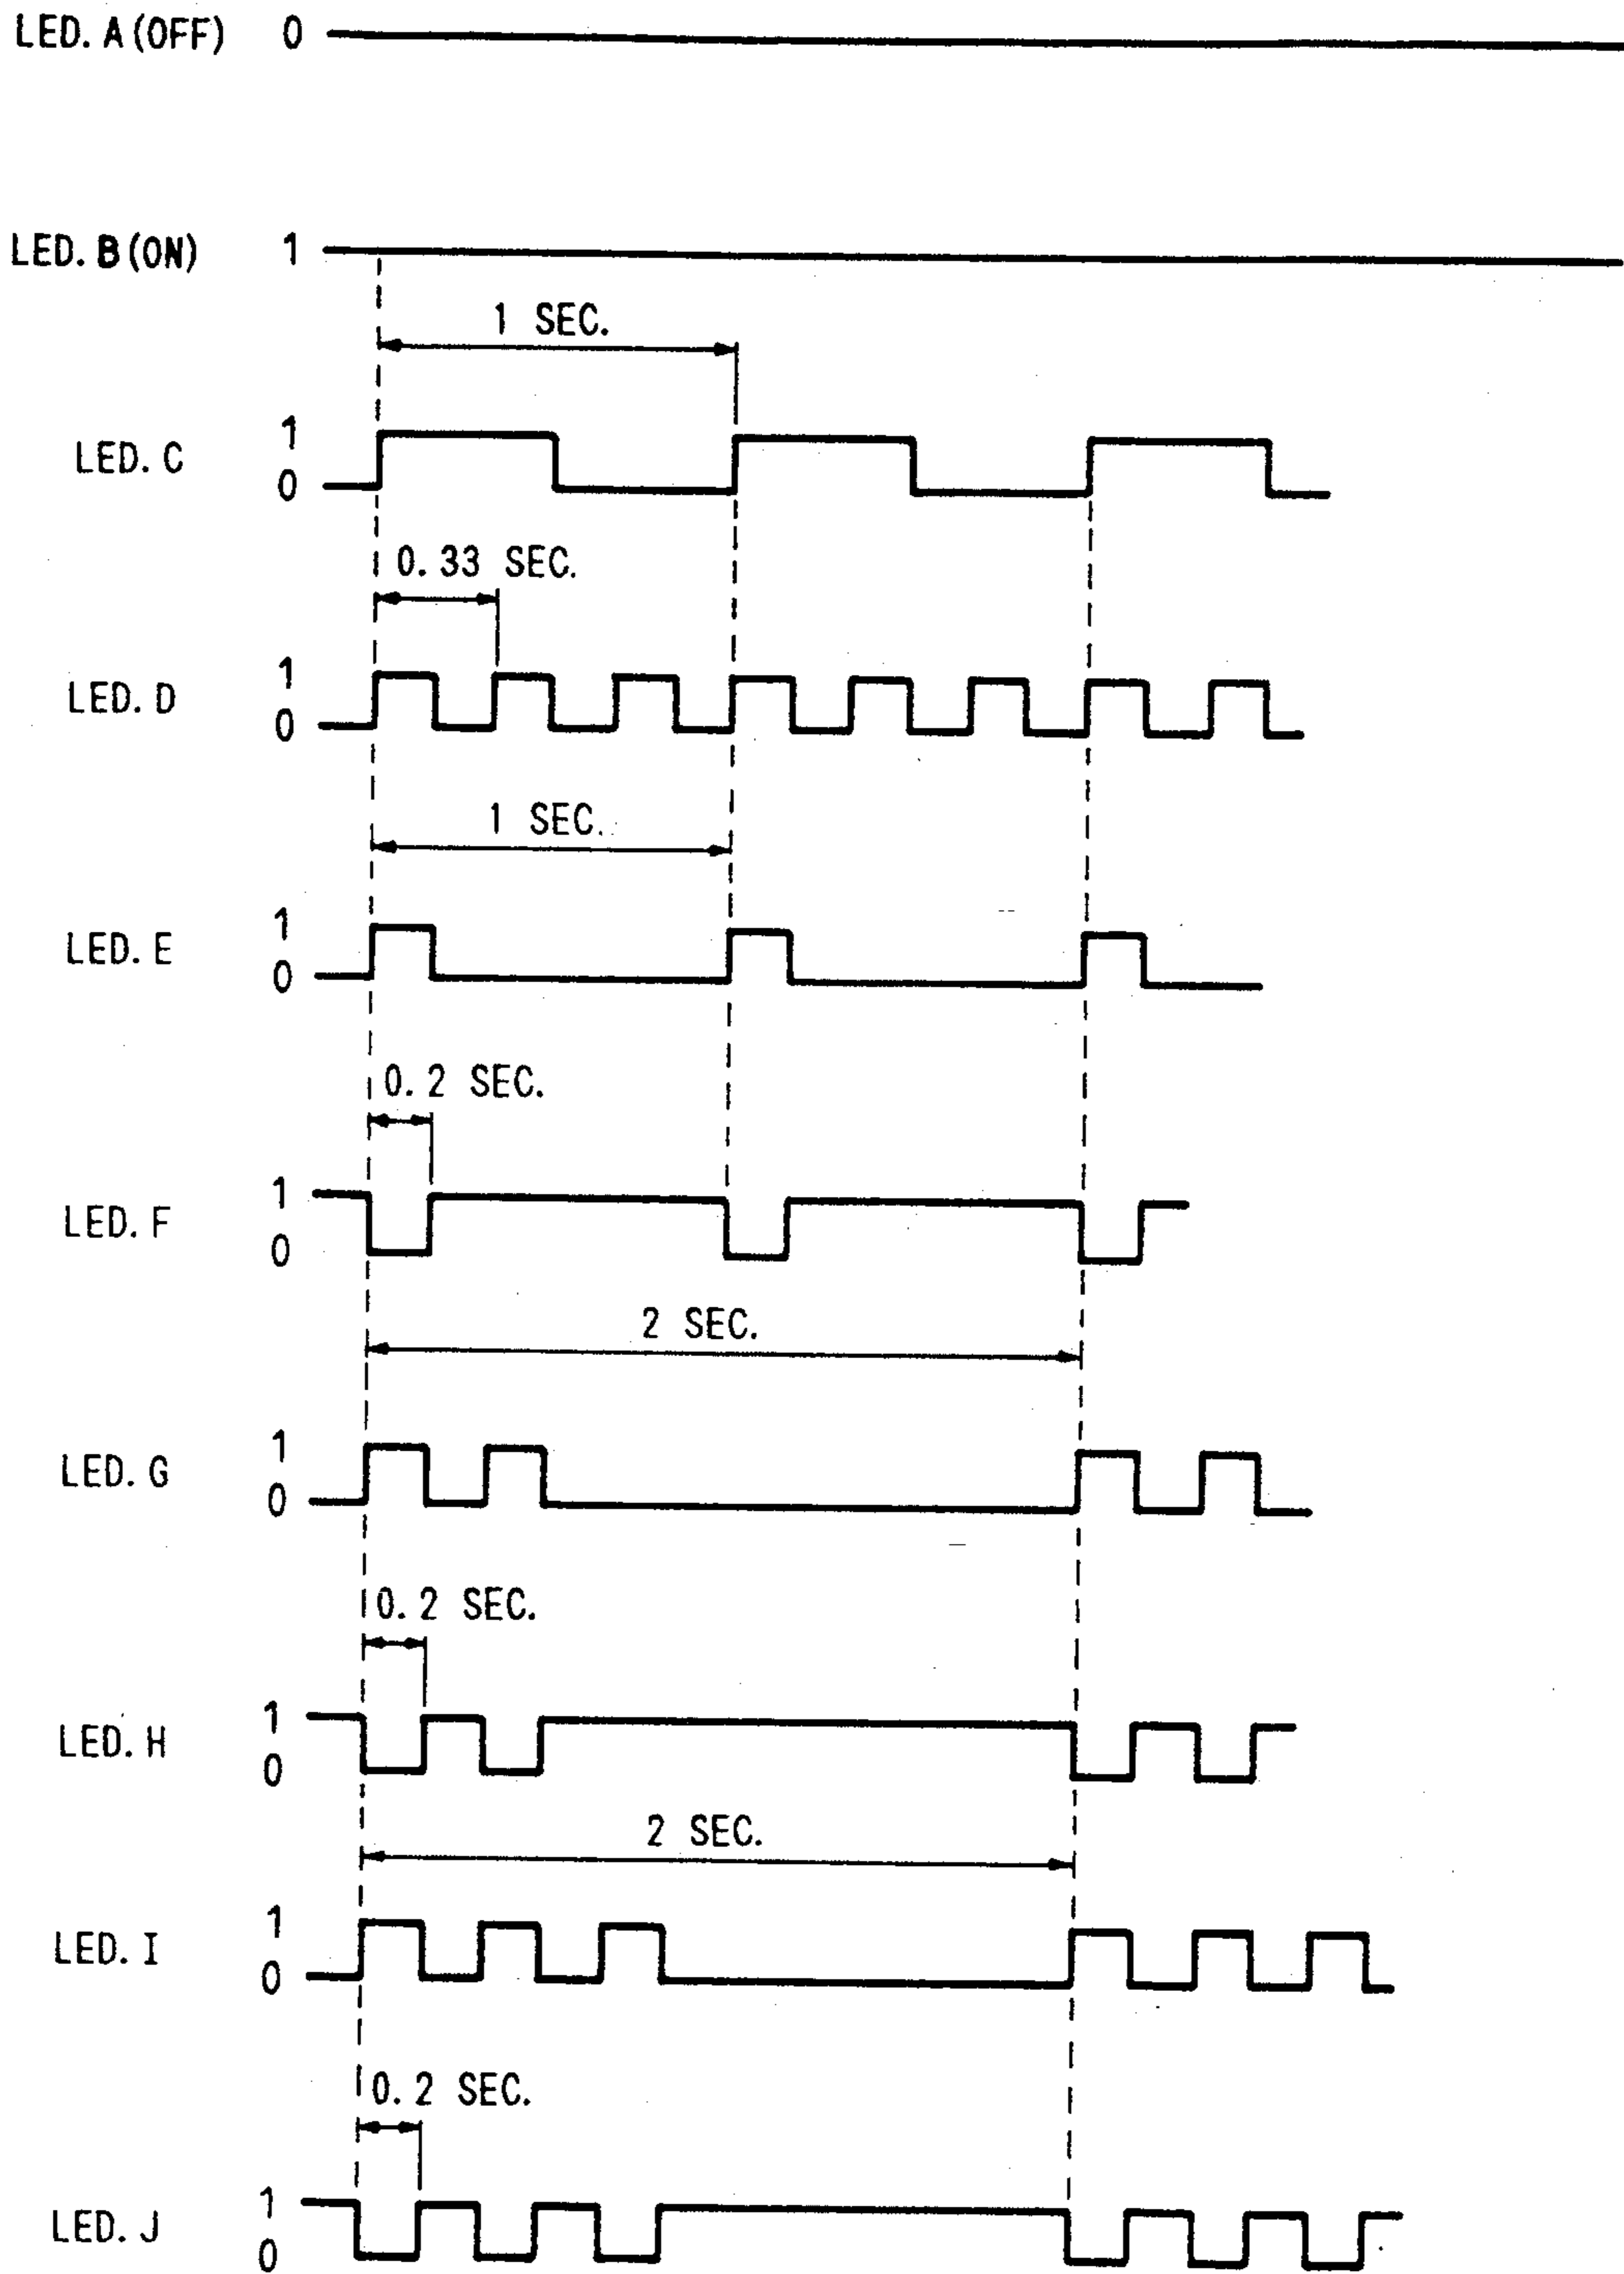 LED. A (OFF) 0
LED. B (ON) 1
1 SEC.
1
LED. C
0
0.33 SEC.
1
LED. D
0
1 SEC.
1
LED. E
0
0.2 SEC.
1
LED. F
0
2 SEC.
1
LED. G
0
0.2 SEC.
1
LED. H
0
2 SEC.
1
LED. I
0
0.2 SEC.
1
LED. J
0